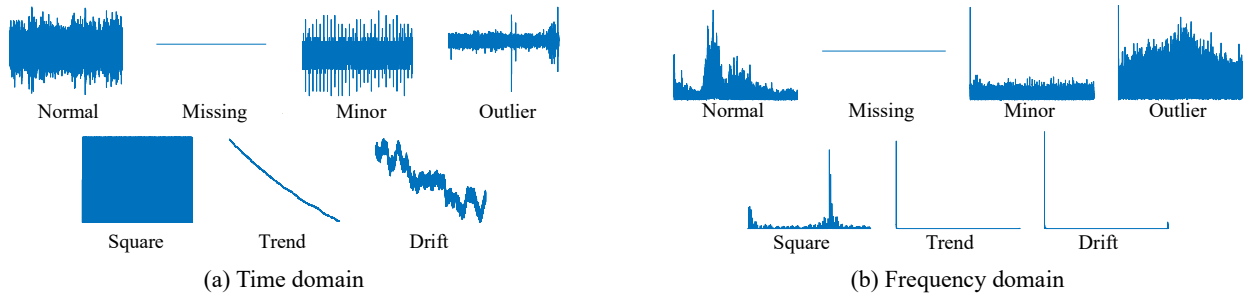 Normal Missing Minor Outlier
Square Trend Drift
(a) Time domain
Normal Missing Minor Outlier
Square Trend Drift
(b) Frequency domain